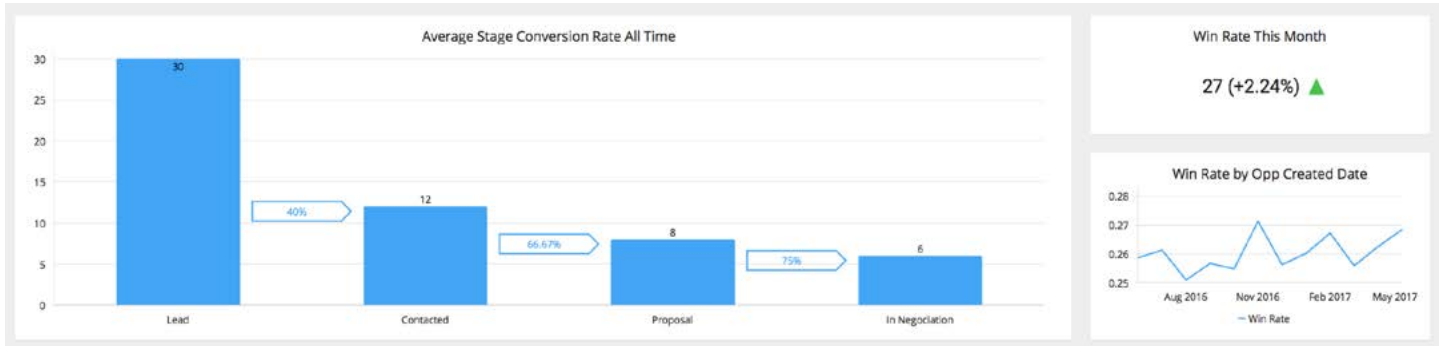 Average Stage Conversion Rate All Time
30
25
20
15
10
5
0
30
40%
12
66.67%
8
75%
6
Lead
Contacted
Proposal
In Negociation
Win Rate This Month
27 (+2.24%)
Win Rate by Opp Created Date
0.28
0.27
0.26
0.25
Aug 2016
Nov 2016
Feb 2017
May 2017
Win Rate